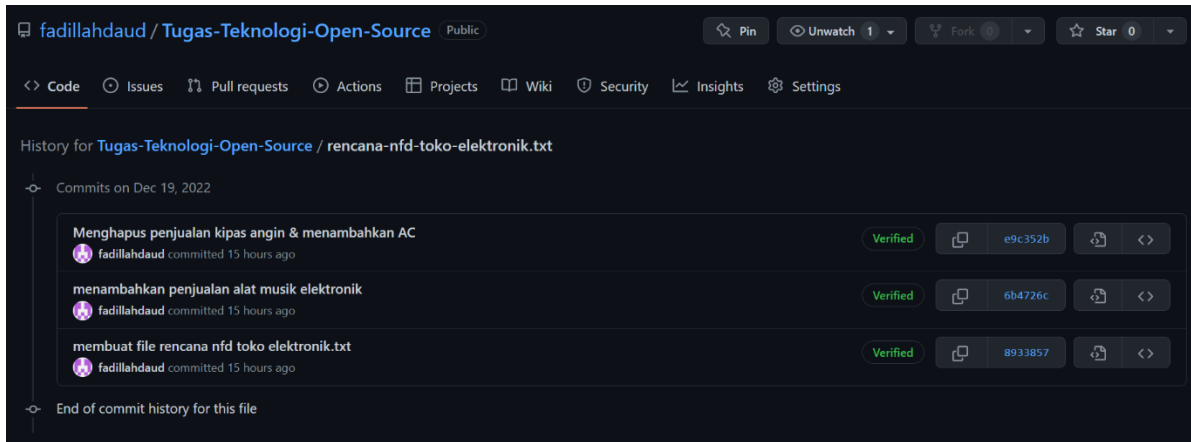 fadillahdaud / Tugas-Teknologi-Open-Source Public Pin Unwatch 1 Fork 0 Star 0
Code Issues Pull requests Actions Projects Wiki Security Insights Settings
History for Tugas-Teknologi-Open-Source / rencana-nfd-toko-elektronik.txt
Commits on Dec 19, 2022
Menghapus penjualan kipas angin & menambahkan AC
fadillahdaud committed 15 hours ago
Verified e9c352b
menambahkan penjualan alat musik elektronik
fadillahdaud committed 15 hours ago
Verified 6b4726c
membuat file rencana nfd toko elektronik.txt
fadillahdaud committed 15 hours ago
Verified 8933857
End of commit history for this file